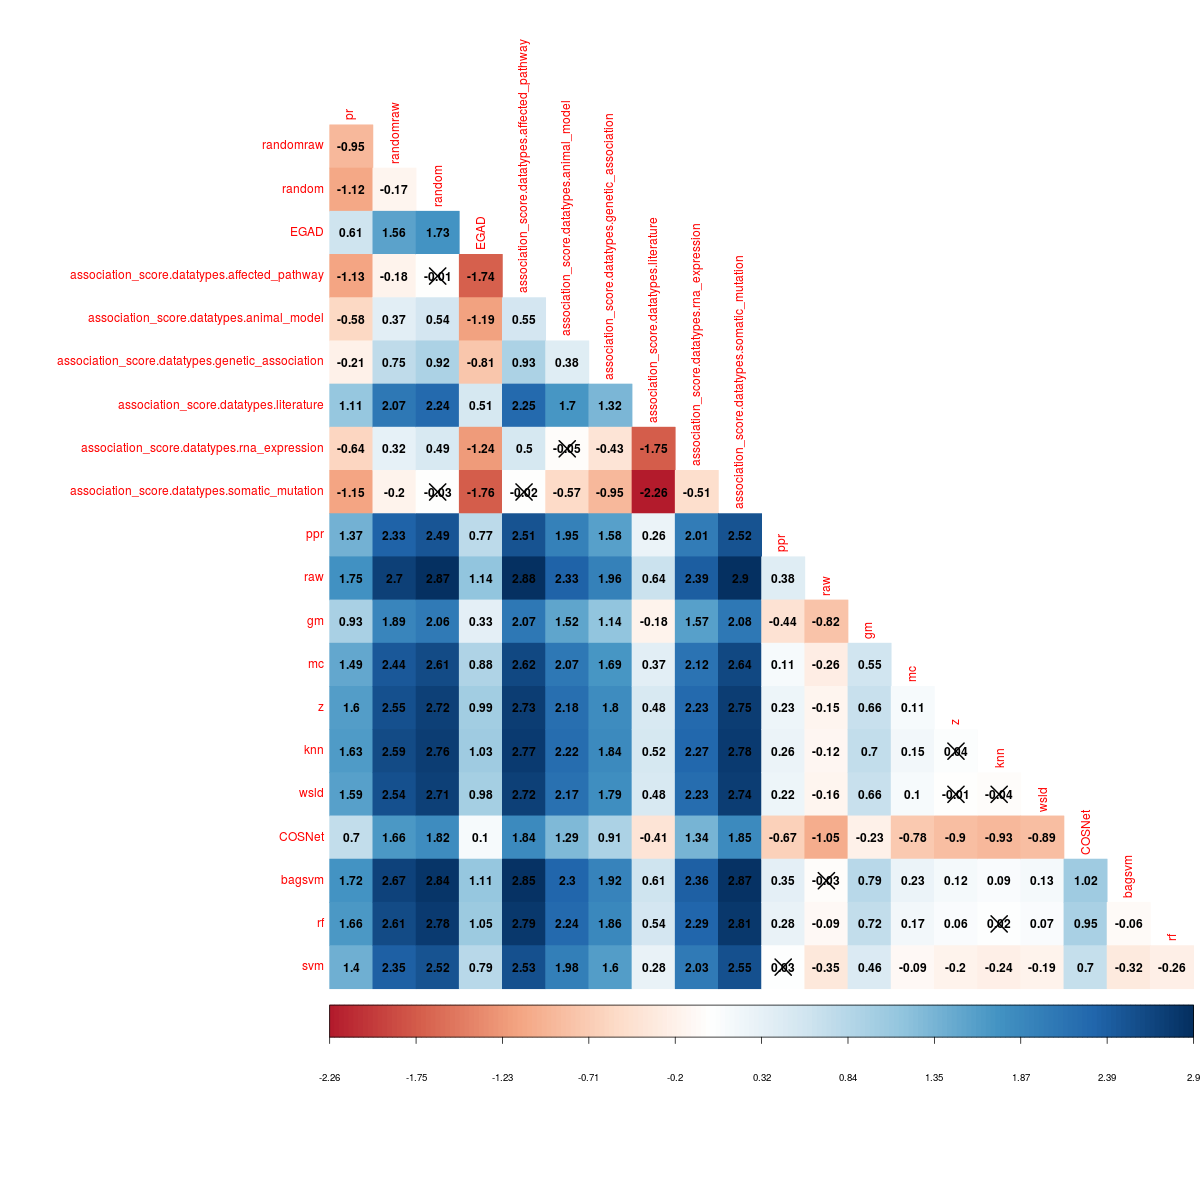 pr
randomraw
random
EGAD
association_score.datatypes.affected_pathway
association_score.datatypes.animal_model
association_score.datatypes.genetic_association
association_score.datatypes.literature
association_score.datatypes.rna_expression
association_score.datatypes.somatic_mutation
ppr
raw
gm
mc
z
knn
wsld
COSNet
bagsvm
rf
randomraw -0.95
random -1.12 -0.17
EGAD 0.61 1.56 1.73
association_score.datatypes.affected_pathway -1.13 -0.18 -0.01 -1.74
association_score.datatypes.animal_model -0.58 0.37 0.54 -1.19 0.55
association_score.datatypes.genetic_association -0.21 0.75 0.92 -0.81 0.93 0.38
association_score.datatypes.literature 1.11 2.07 2.24 0.51 2.25 1.7 1.32
association_score.datatypes.rna_expression -0.64 0.32 0.49 -1.24 0.5 -0.05 -0.43 -1.75
association_score.datatypes.somatic_mutation -1.15 -0.2 -0.03 -1.76 -0.02 -0.57 -0.95 -2.26 -0.51
ppr 1.37 2.33 2.49 0.77 2.51 1.95 1.58 0.26 2.01 2.52
raw 1.75 2.7 2.87 1.14 2.88 2.33 1.96 0.64 2.39 2.9 0.38
gm 0.93 1.89 2.06 0.33 2.07 1.52 1.14 -0.18 1.57 2.08 -0.44 -0.82
mc 1.49 2.44 2.61 0.88 2.62 2.07 1.69 0.37 2.12 2.64 0.11 -0.26 0.55
z 1.6 2.55 2.72 0.99 2.73 2.18 1.8 0.48 2.23 2.75 0.23 -0.15 0.66 0.11
knn 1.63 2.59 2.76 1.03 2.77 2.22 1.84 0.52 2.27 2.78 0.26 -0.12 0.7 0.15 0.04
wsld 1.59 2.54 2.71 0.98 2.72 2.17 1.79 0.48 2.23 2.74 0.22 -0.16 0.66 0.1 -0.01 -0.04
COSNet 0.7 1.66 1.82 0.1 1.84 1.29 0.91 -0.41 1.34 1.85 -0.67 -1.05 -0.23 -0.78 -0.9 -0.93 -0.89
bagsvm 1.72 2.67 2.84 1.11 2.85 2.3 1.92 0.61 2.36 2.87 0.35 -0.03 0.79 0.23 0.12 0.09 0.13 1.02
rf 1.66 2.61 2.78 1.05 2.79 2.24 1.86 0.54 2.29 2.81 0.28 -0.09 0.72 0.17 0.06 0.02 0.07 0.95 -0.06
svm 1.4 2.35 2.52 0.79 2.53 1.98 1.6 0.28 2.03 2.55 0.03 -0.35 0.46 -0.09 -0.2 -0.24 -0.19 0.7 -0.32 -0.26
-2.26 -1.75 -1.23 -0.71 -0.2 0.32 0.84 1.35 1.87 2.39 2.9